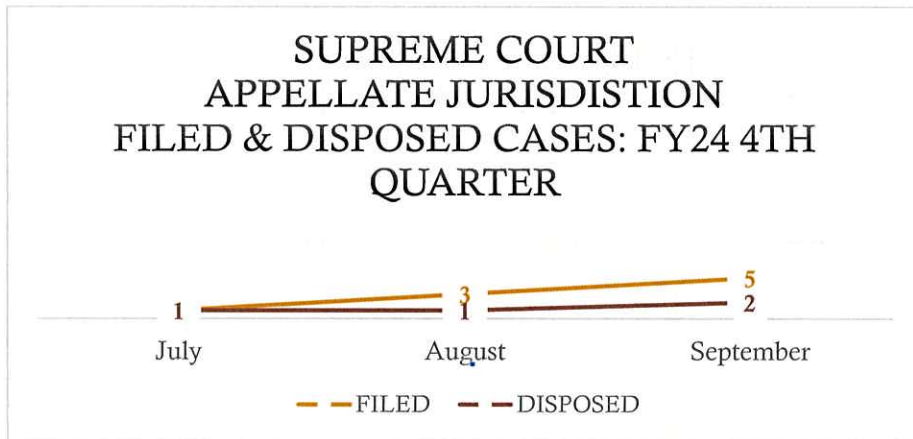 SUPREME COURT
APPELLATE JURISDISTION
FILED & DISPOSED CASES: FY24 4TH
QUARTER
5
3
1 1 2
July August September
FILED DISPOSED